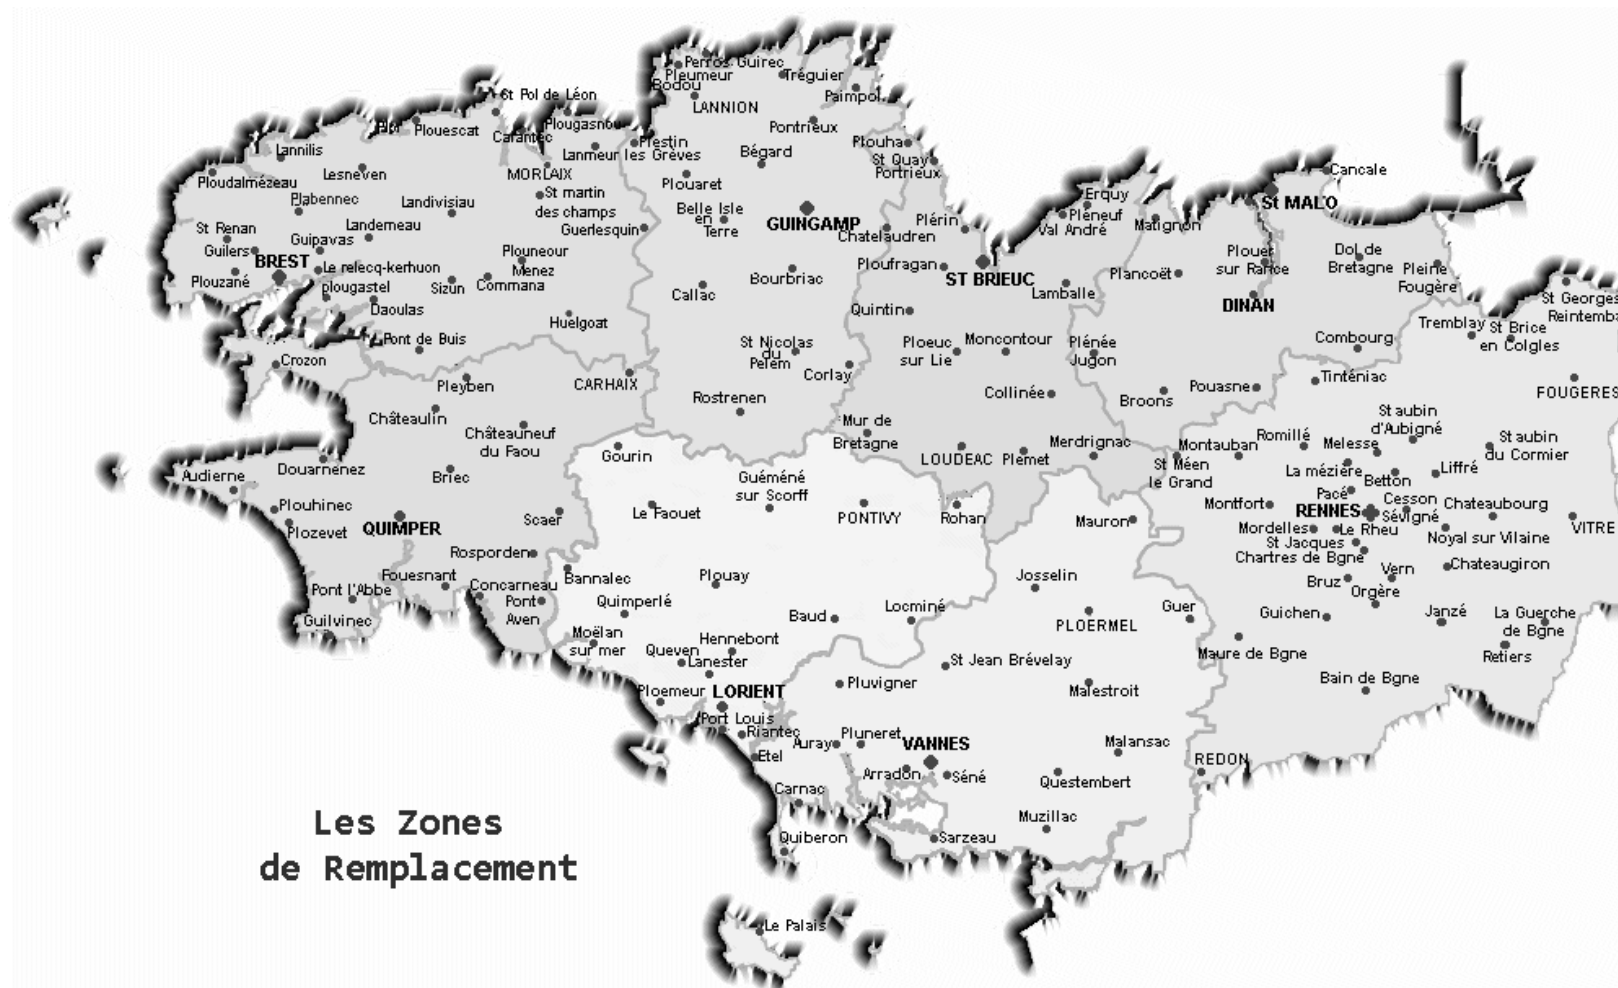 Perros Guirec
Pleumeur
Bodou
Tréguier
LANNION
Paimpol
Pontrieux
St Pol de Léon
Plouescat
Carantec
Plougasnou
Plestin
les Grèves
Lanmeur
Lannilis
Lesneven
Ploudalmézeau
MORLAIX
St martin
des champs
Plabennec
Landivisiau
Guerlesquin
St Renan
Landerneau
Guipavas
Guilers
BREST
Le relecq-kerhuon
Plouneour
Menez
Plouzané
plougastel
Sizun
Commana
Daoulas
Huelgoat
Pont de Buis
Crozon
Bégard
Plouaret
Belle Isle
en
Terre
GUINGAMP
Plouha
St Quay
Portrieux
Chatelaudren
Plérin
Ploufragan
ST BRIEUC
Erquy
Pléneuf
Val André
Lamballe
Bourbriac
Callac
Quintin
St Nicolas
du
Pelem
Corlay
Rostrenen
Ploeuc
sur Lie
Moncontour
Collinée
Plénée
Jugon
Mur de
Bretagne
LOUDEAC
Plemet
Merdrignac
Matignon
Plancoët
St MALO
Cancale
Plouer
sur Rance
Dol de
Bretagne
Pleine
Fougère
DINAN
Combourg
Broons
Pouasne
Tremblay
St Brice
en Colgles
St Georges
Reintemba
Tinténiac
FOUGERES
St aubin
d'Aubigné
St aubin
du Cormier
Montauban
Romillé
Melesse
St Méen
le Grand
La mézière
Betton
Liffré
Montfort
Pacé
Cesson
Sévigné
Chateaubourg
RENNES
Mordelles
Le Rheu
VITRE
St Jacques
Chartres de Bgne
Noyal sur Vilaine
Chateaugiron
Bruz
Vern
Orgère
Guichen
Janzé
La Guerche
de Bgne
Retiers
Maure de Bgne
Bain de Bgne
REDON
Pleyben
CARHAIX
Châteaulin
Châteauneuf
du Faou
Douarnenez
Briec
Audierne
Plouhinec
Plozevet
QUIMPER
Scaer
Rosporden
Fouesnant
Concarneau
Pont l'Abbe
Pont
Aven
Guilvinec
Gourin
Guéméné
sur Scorff
Le Faouet
PONTIVY
Rohan
Bannalec
Plouay
Quimperlé
Baud
Locminé
Moëlan
sur mer
Hennebont
Queven
Lanester
Ploemeur
LORIENT
Port Louis
Riantec
Etel
Mauron
Josselin
Guer
PLOERMEL
St Jean Brévelay
Pluvigner
Malestroit
Auray
Pluneret
VANNES
Malansac
Arradon
Séné
Questembert
Carnac
Muzillac
Quiberon
Sarzeau
Le Palais
Les Zones
de Remplacement